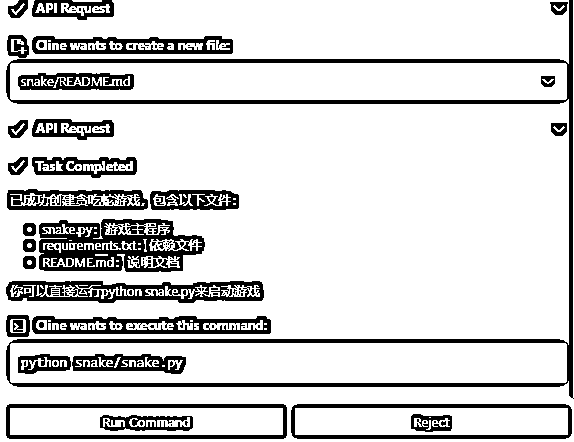 API Request
Cline wants to create a new file:
snake/README.md
API Request
Task Completed
已成功创建贪吃蛇游戏，包含以下文件：
snake.py：游戏主程序
requirements.txt：依赖文件
README.md：说明文档
你可以直接运行python snake.py来启动游戏
Cline wants to execute this command:
python snake/snake.py
Run Command
Reject